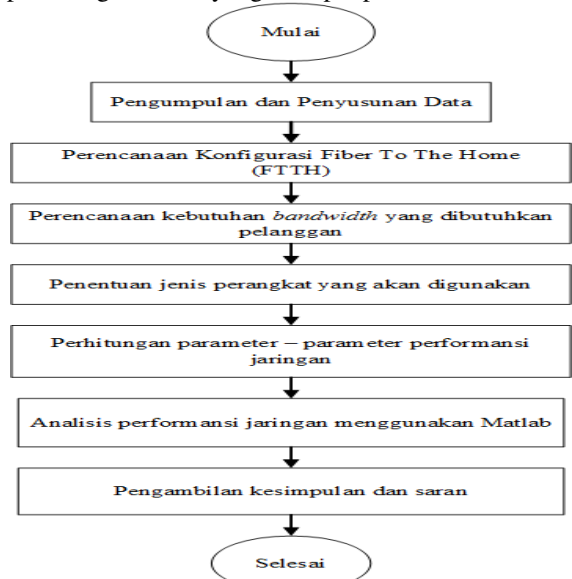 Mulai
Pengumpulan dan Penyusunan Data
Perencanaan Konfigurasi Fiber To The Home
(FTTH)
Perencanaan kebutuhan bandwidth yang dibutuhkan
pelanggan
Penentuan jenis perangkat yang akan digunakan
Perhitungan parameter – parameter performansi
jaringan
Analisis performansi jaringan menggunakan Matlab
Pengambilan kesimpulan dan saran
Selesai